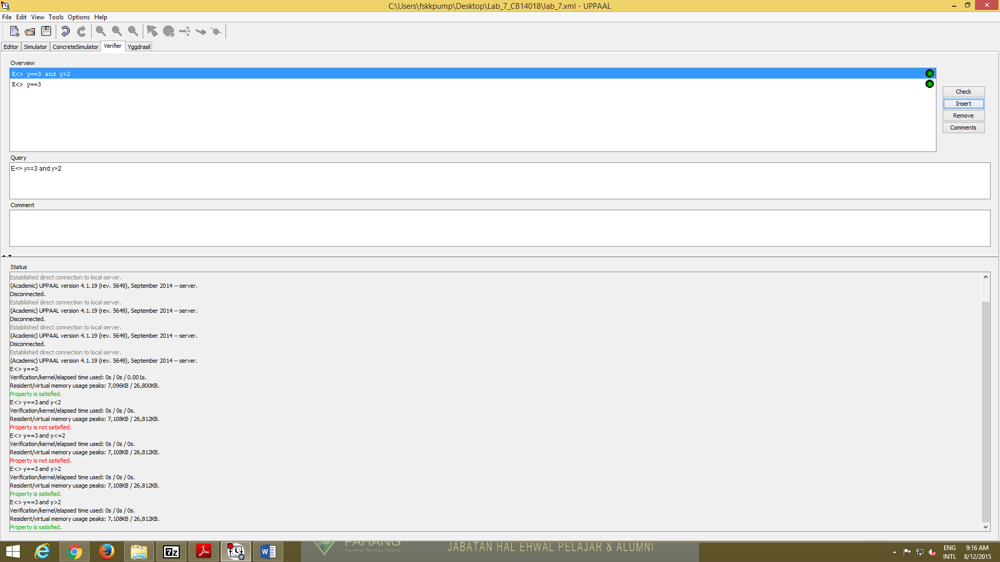 C:\Users\fskkpump\Desktop\Lab_7_CB14018\lab_7.xml - UPPAAL
File Edit View Tools Options Help
Editor Simulator ConcreteSimulator Verifier Yggdrasil
Overview
E<> y==3 and y>2
E<> y==3
Check
Insert
Remove
Comments
Query
E<> y==3 and y>2
Comment
Status
Established direct connection to local server.
(Academic) UPPAAL version 4.1.19 (rev. 5649), September 2014 -- server.
Disconnected.
Established direct connection to local server.
(Academic) UPPAAL version 4.1.19 (rev. 5649), September 2014 -- server.
Disconnected.
Established direct connection to local server.
(Academic) UPPAAL version 4.1.19 (rev. 5649), September 2014 -- server.
Disconnected.
Established direct connection to local server.
(Academic) UPPAAL version 4.1.19 (rev. 5649), September 2014 -- server.
E<> y==3
Verification/kernel/elapsed time used: 0s / 0s / 0.001s.
Resident/virtual memory usage peaks: 7,096KB / 26,800KB.
Property is satisfied.
E<> y==3 and y<2
Verification/kernel/elapsed time used: 0s / 0s / 0s.
Resident/virtual memory usage peaks: 7,108KB / 26,812KB.
Property is not satisfied.
E<> y==3 and y<=2
Verification/kernel/elapsed time used: 0s / 0s / 0s.
Resident/virtual memory usage peaks: 7,108KB / 26,812KB.
Property is not satisfied.
E<> y==3 and y>2
Verification/kernel/elapsed time used: 0s / 0s / 0s.
Resident/virtual memory usage peaks: 7,108KB / 26,812KB.
Property is satisfied.
E<> y==3 and y>2
Verification/kernel/elapsed time used: 0s / 0s / 0s.
Resident/virtual memory usage peaks: 7,108KB / 26,812KB.
Property is satisfied.
7z
UMP
PAHANG
Engineering • Technology • Creativity
JABATAN HAL EHWAL PELAJAR & ALUMNI
ENG
INTL
9:16 AM
8/12/2015